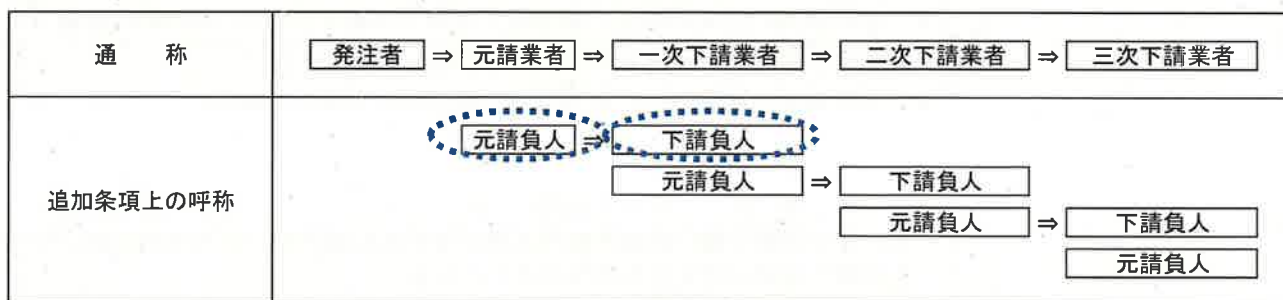 通　称
発注者 ⇒ 元請業者 ⇒ 一次下請業者 ⇒ 二次下請業者 ⇒ 三次下請業者
追加条項上の呼称
元請負人 ⇒ 下請負人
元請負人 ⇒ 下請負人
元請負人 ⇒ 下請負人
元請負人